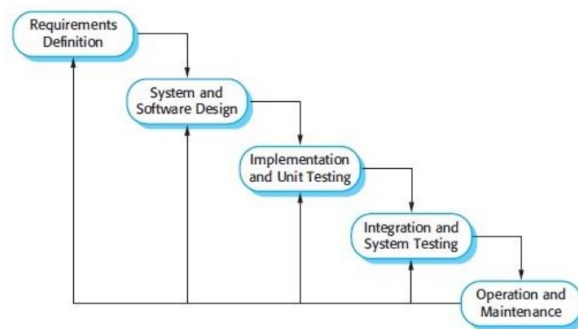 Requirements
Definition
System and
Software Design
Implementation
and Unit Testing
Integration and
System Testing
Operation and
Maintenance